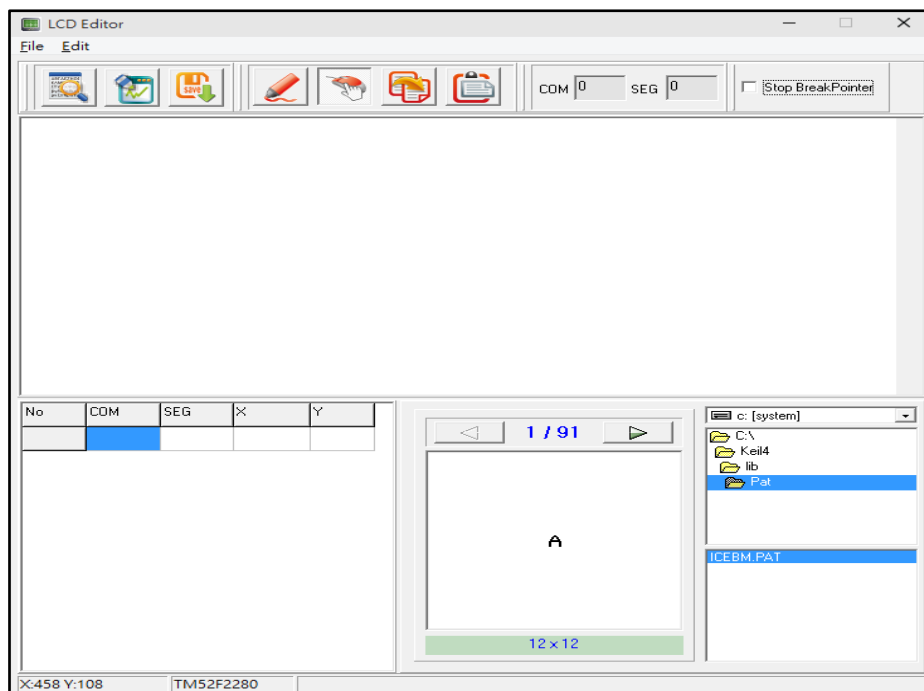 LCD Editor
File Edit
save COM 0 SEG 0 Stop BreakPointer
No COM SEG X Y
1 / 91
A
12×12
c: [system]
C:\
Keil4
lib
Pat
ICEBM.PAT
X:458 Y:108 TM52F2280